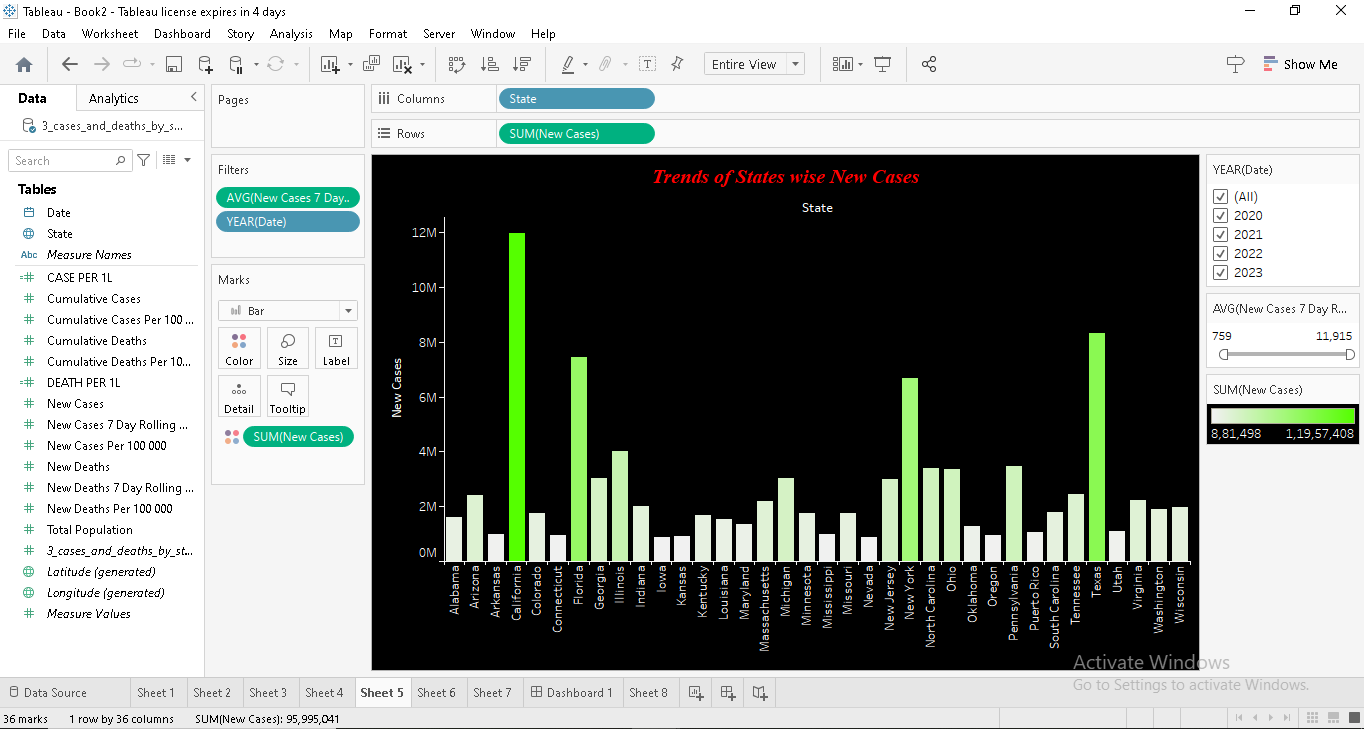 Tableau - Book2 - Tableau license expires in 4 days
File Data Worksheet Dashboard Story Analysis Map Format Server Window Help
Entire View
Show Me
Data
Analytics
3_cases_and_deaths_by_s...
Search
Tables
Date
State
Abc Measure Names
CASE PER 1L
Cumulative Cases
Cumulative Cases Per 100 ...
Cumulative Deaths
Cumulative Deaths Per 10...
DEATH PER 1L
New Cases
New Cases 7 Day Rolling ...
New Cases Per 100 000
New Deaths
New Deaths 7 Day Rolling ...
New Deaths Per 100 000
Total Population
3_cases_and_deaths_by_st...
Latitude (generated)
Longitude (generated)
Measure Values
Pages
Filters
AVG(New Cases 7 Day..
YEAR(Date)
Marks
Bar
Color Size Label
Detail Tooltip
SUM(New Cases)
Columns State
Rows SUM(New Cases)
Trends of States wise New Cases
State
New Cases
12M
10M
8M
6M
4M
2M
0M
Alabama
Arizona
Arkansas
California
Colorado
Connecticut
Florida
Georgia
Illinois
Indiana
Iowa
Kansas
Kentucky
Louisiana
Maryland
Massachusetts
Michigan
Minnesota
Mississippi
Missouri
Nevada
New Jersey
New York
North Carolina
Ohio
Oklahoma
Oregon
Pennsylvania
Puerto Rico
South Carolina
Tennessee
Texas
Utah
Virginia
Washington
Wisconsin
YEAR(Date)
(All)
2020
2021
2022
2023
AVG(New Cases 7 Day R...
759 11,915
SUM(New Cases)
8,81,498 1,19,57,408
Activate Windows
Go to Settings to activate Windows.
Data Source Sheet 1 Sheet 2 Sheet 3 Sheet 4 Sheet 5 Sheet 6 Sheet 7 Dashboard 1 Sheet 8
36 marks 1 row by 36 columns SUM(New Cases): 95,995,041